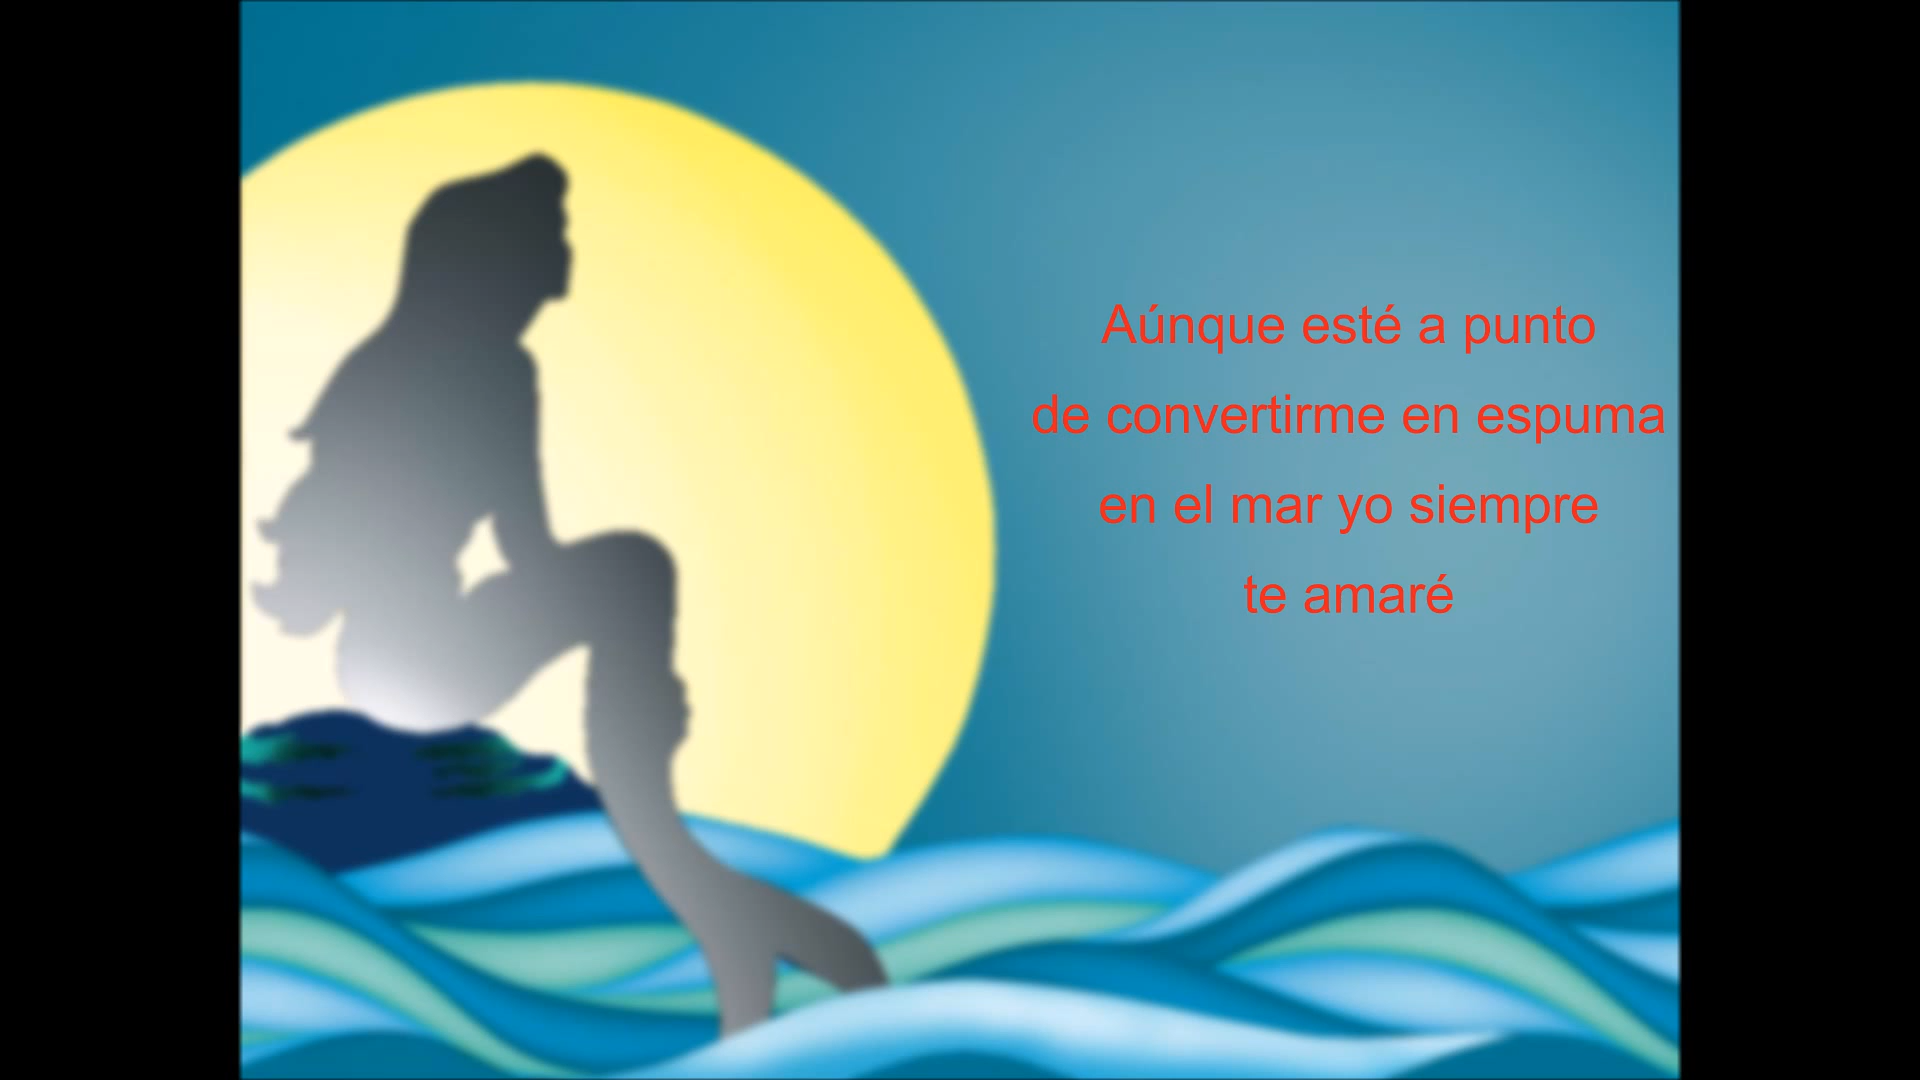 Aúnque esté a punto
de convertirme en espuma
en el mar yo siempre
te amaré